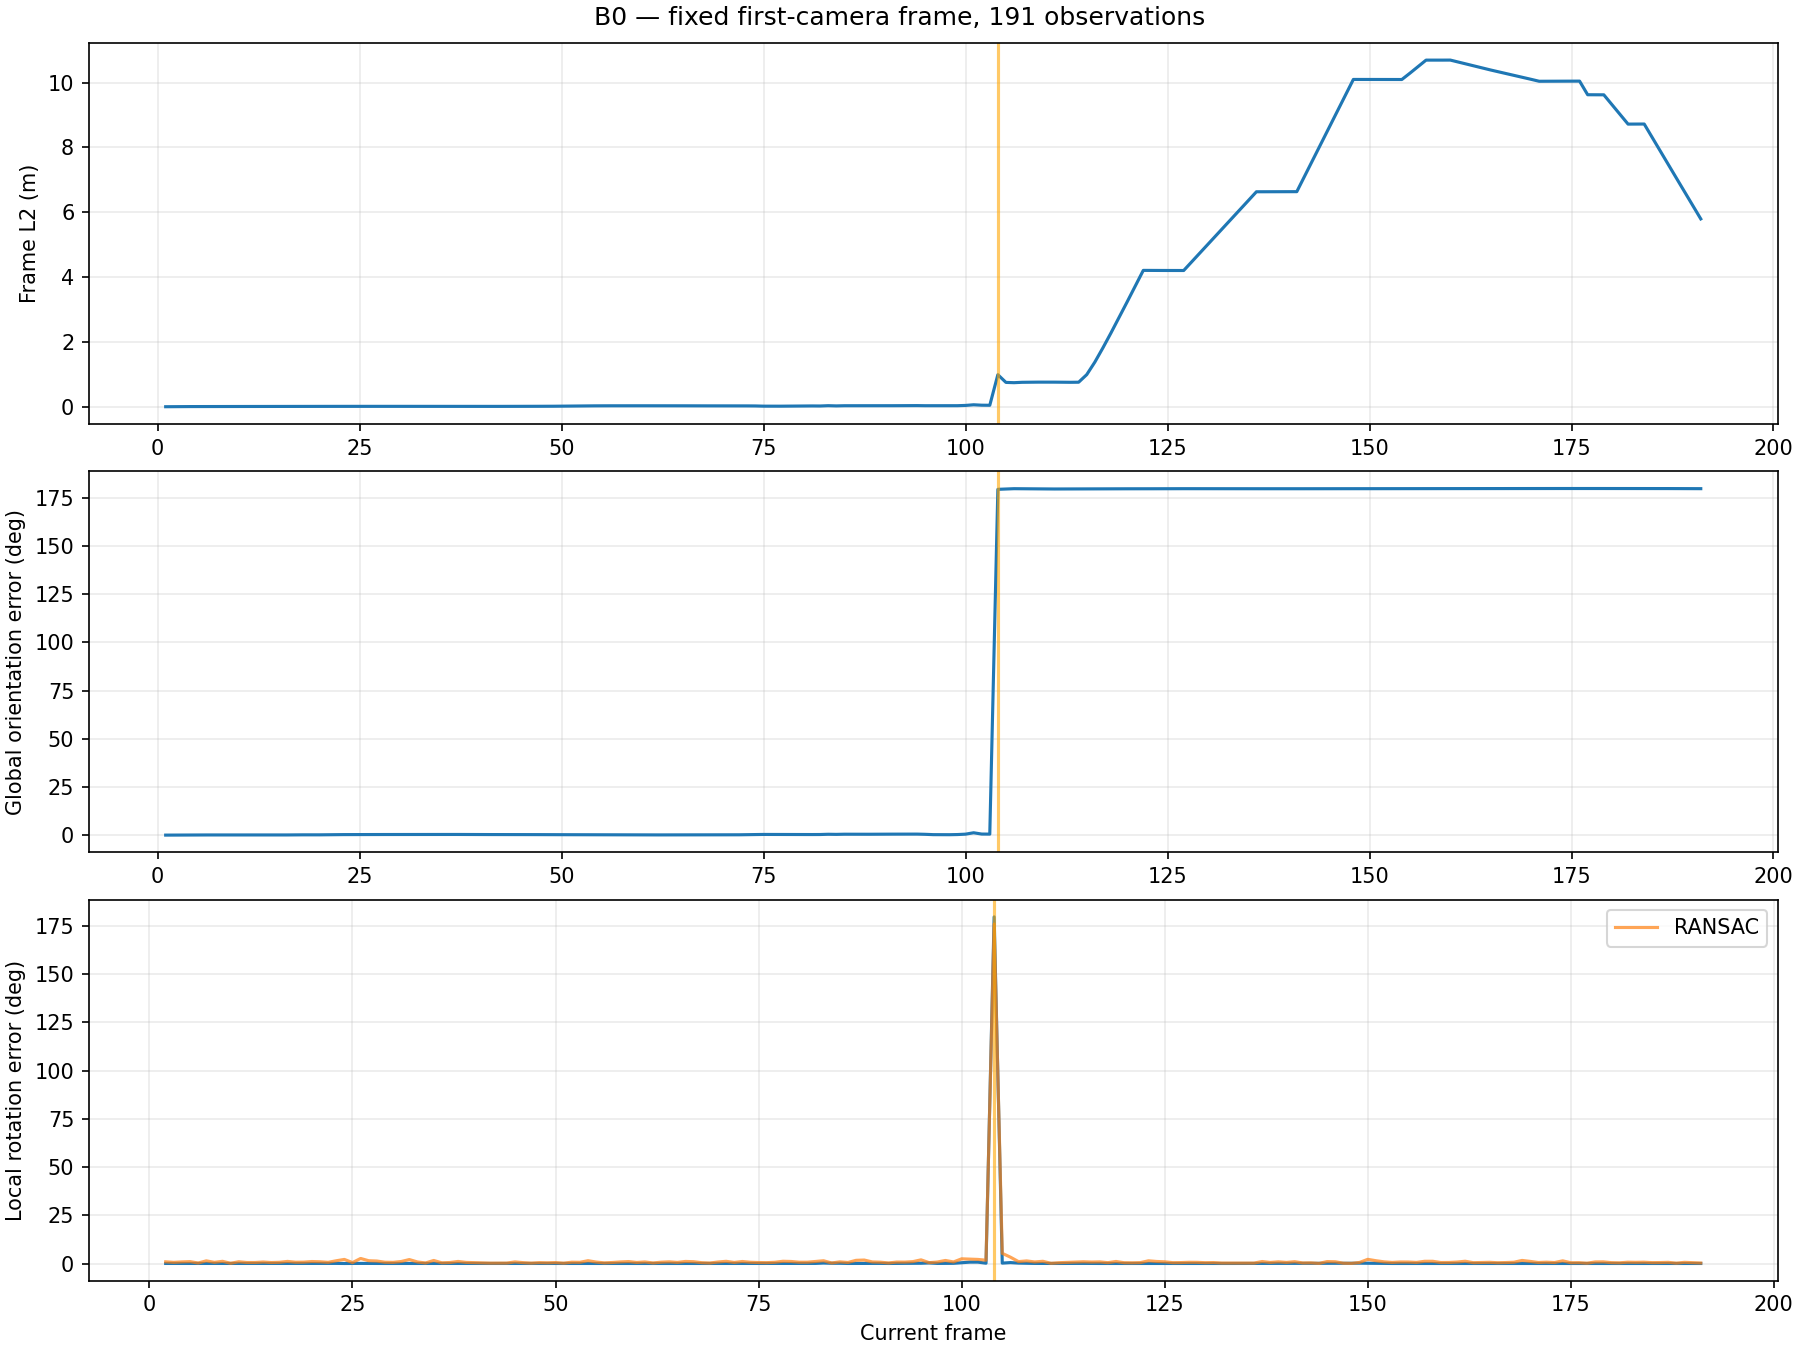 B0 — fixed first-camera frame, 191 observations
Frame L2 (m)
10
8
6
4
2
0
0 25 50 75 100 125 150 175 200
Global orientation error (deg)
175
150
125
100
75
50
25
0
0 25 50 75 100 125 150 175 200
Local rotation error (deg)
175
150
125
100
75
50
25
0
RANSAC
0 25 50 75 100 125 150 175 200
Current frame